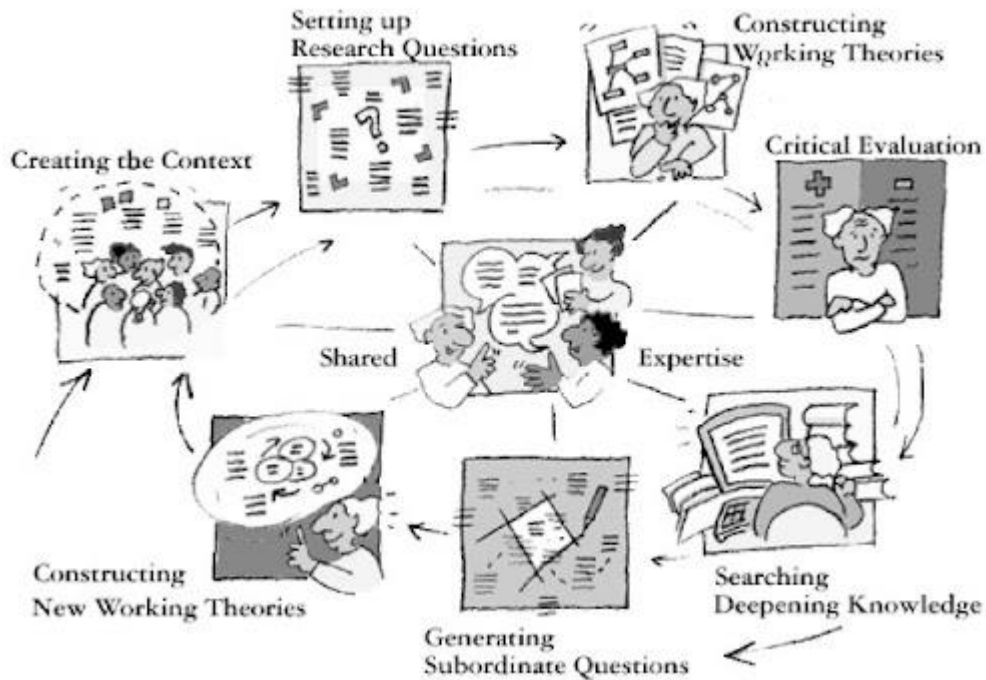 Setting up
Research Questions
Constructing
Working Theories
Creating the Context
Critical Evaluation
Shared
Expertise
Searching
Deepening Knowledge
Constructing
New Working Theories
Generating
Subordinate Questions